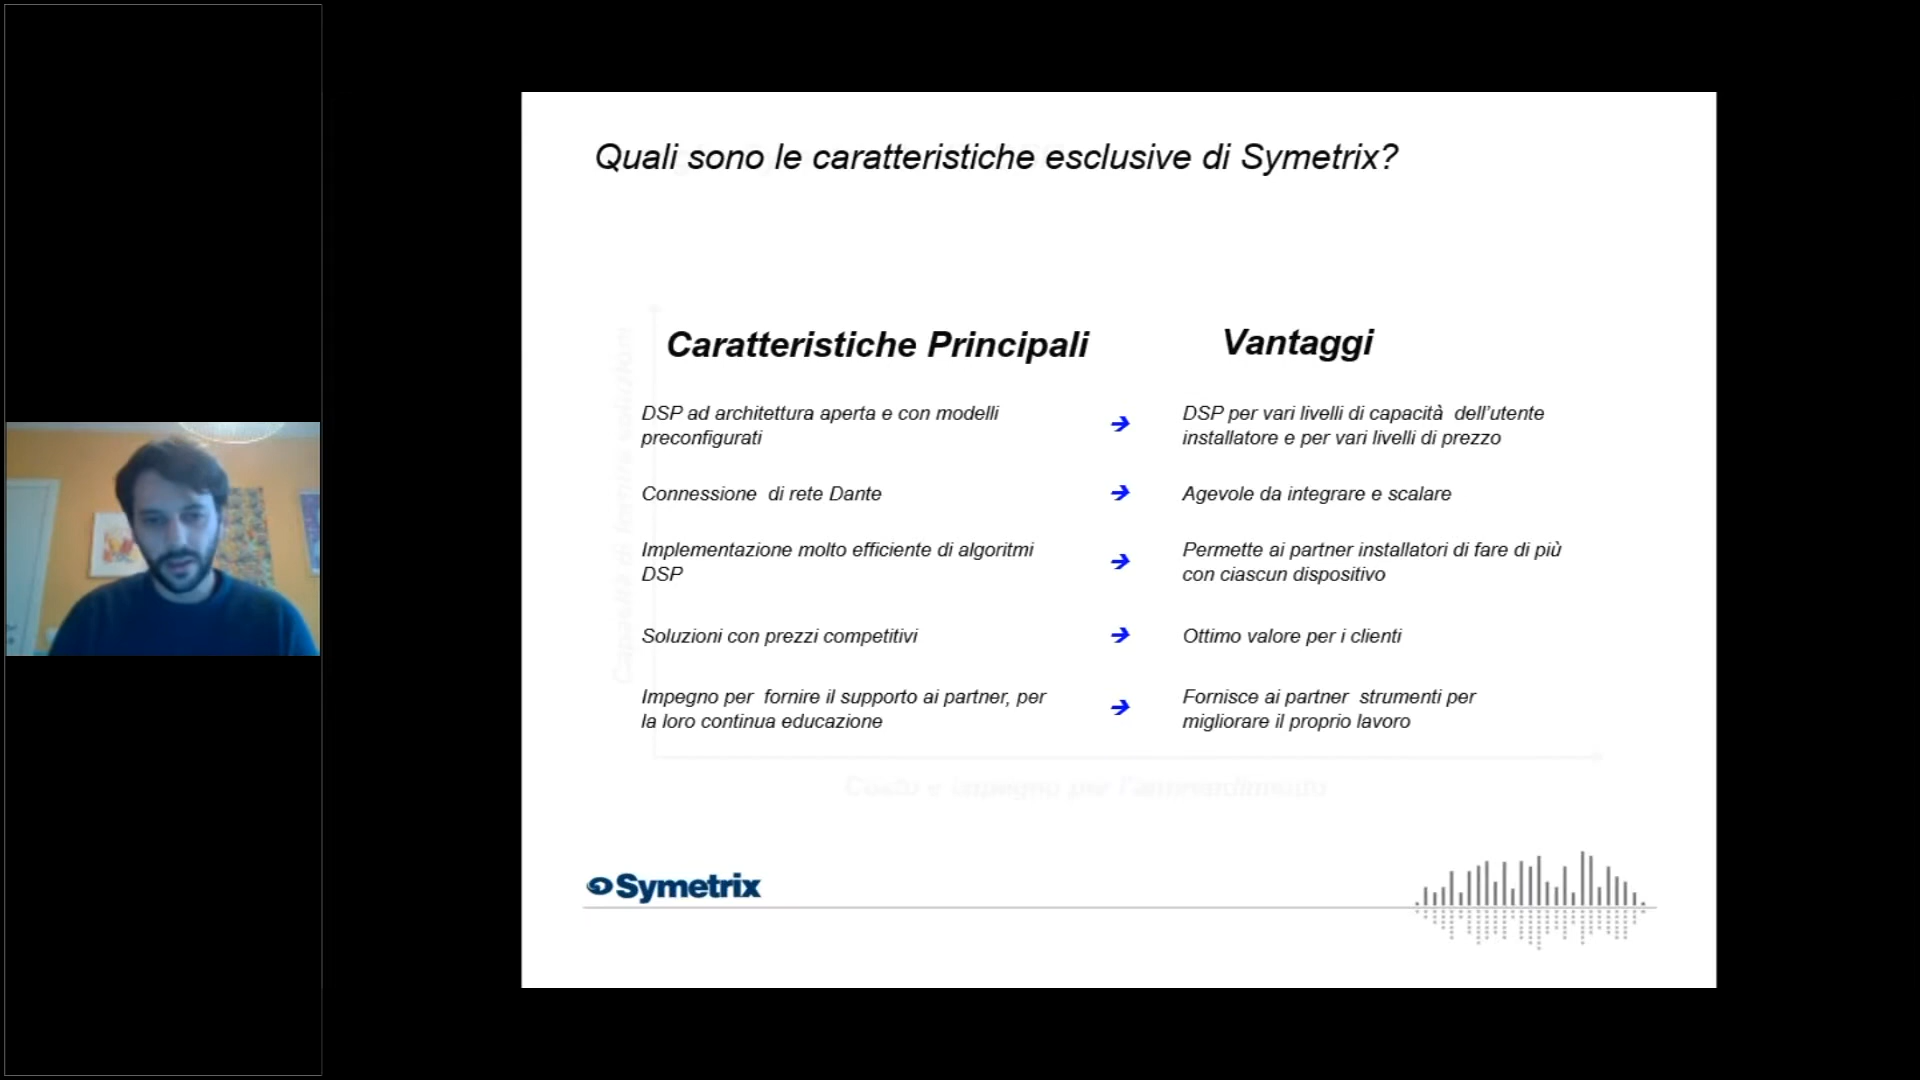 Quali sono le caratteristiche esclusive di Symetrix?
Caratteristiche Principali
Vantaggi
DSP ad architettura aperta e con modelli
preconfigurati
DSP per vari livelli di capacità dell’utente
installatore e per vari livelli di prezzo
Connessione di rete Dante
Agevole da integrare e scalare
Implementazione molto efficiente di algoritmi
DSP
Permette ai partner installatori di fare di più
con ciascun dispositivo
Soluzioni con prezzi competitivi
Ottimo valore per i clienti
Impegno per fornire il supporto ai partner, per
la loro continua educazione
Fornisce ai partner strumenti per
migliorare il proprio lavoro
Costo e impegno per l'apprendimento
Symetrix